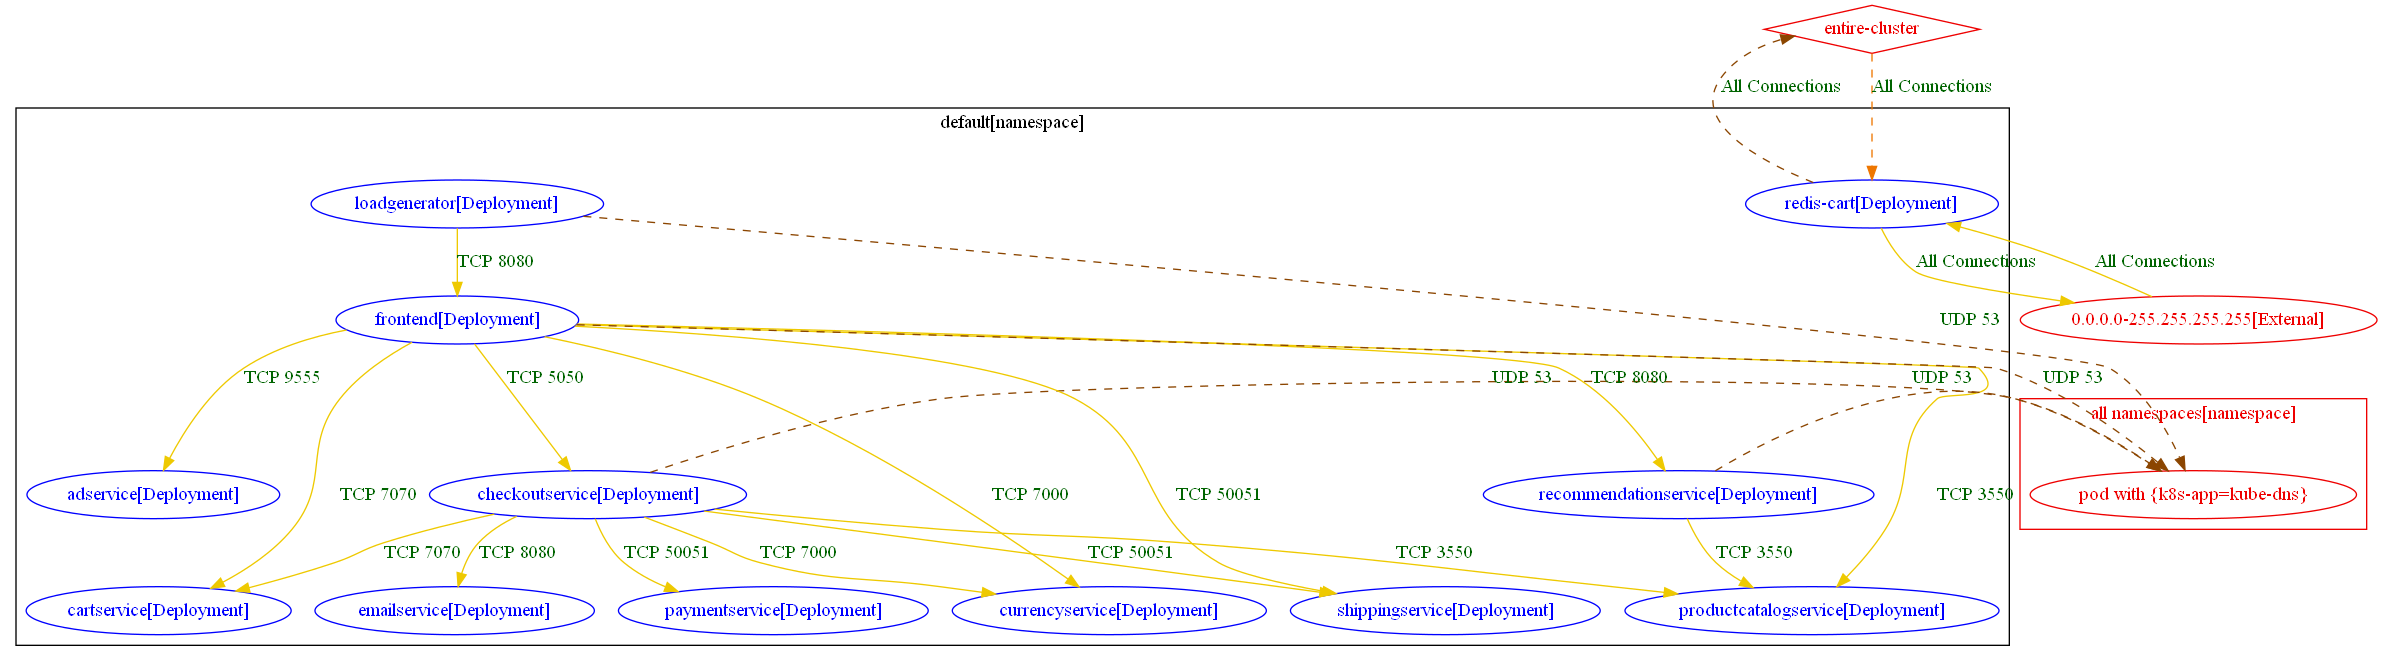 entire-cluster
All Connections
All Connections
default[namespace]
loadgenerator[Deployment]
redis-cart[Deployment]
TCP 8080
All Connections
All Connections
frontend[Deployment]
UDP 53
0.0.0.0-255.255.255.255[External]
TCP 9555
TCP 5050
UDP 53
TCP 8080
UDP 53
UDP 53
all namespaces[namespace]
adservice[Deployment]
TCP 7070
checkoutservice[Deployment]
TCP 7000
TCP 50051
recommendationservice[Deployment]
TCP 3550
pod with {k8s-app=kube-dns}
TCP 7070
TCP 8080
TCP 50051
TCP 7000
TCP 50051
TCP 3550
TCP 3550
cartservice[Deployment]
emailservice[Deployment]
paymentservice[Deployment]
currencyservice[Deployment]
shippingservice[Deployment]
productcatalogservice[Deployment]